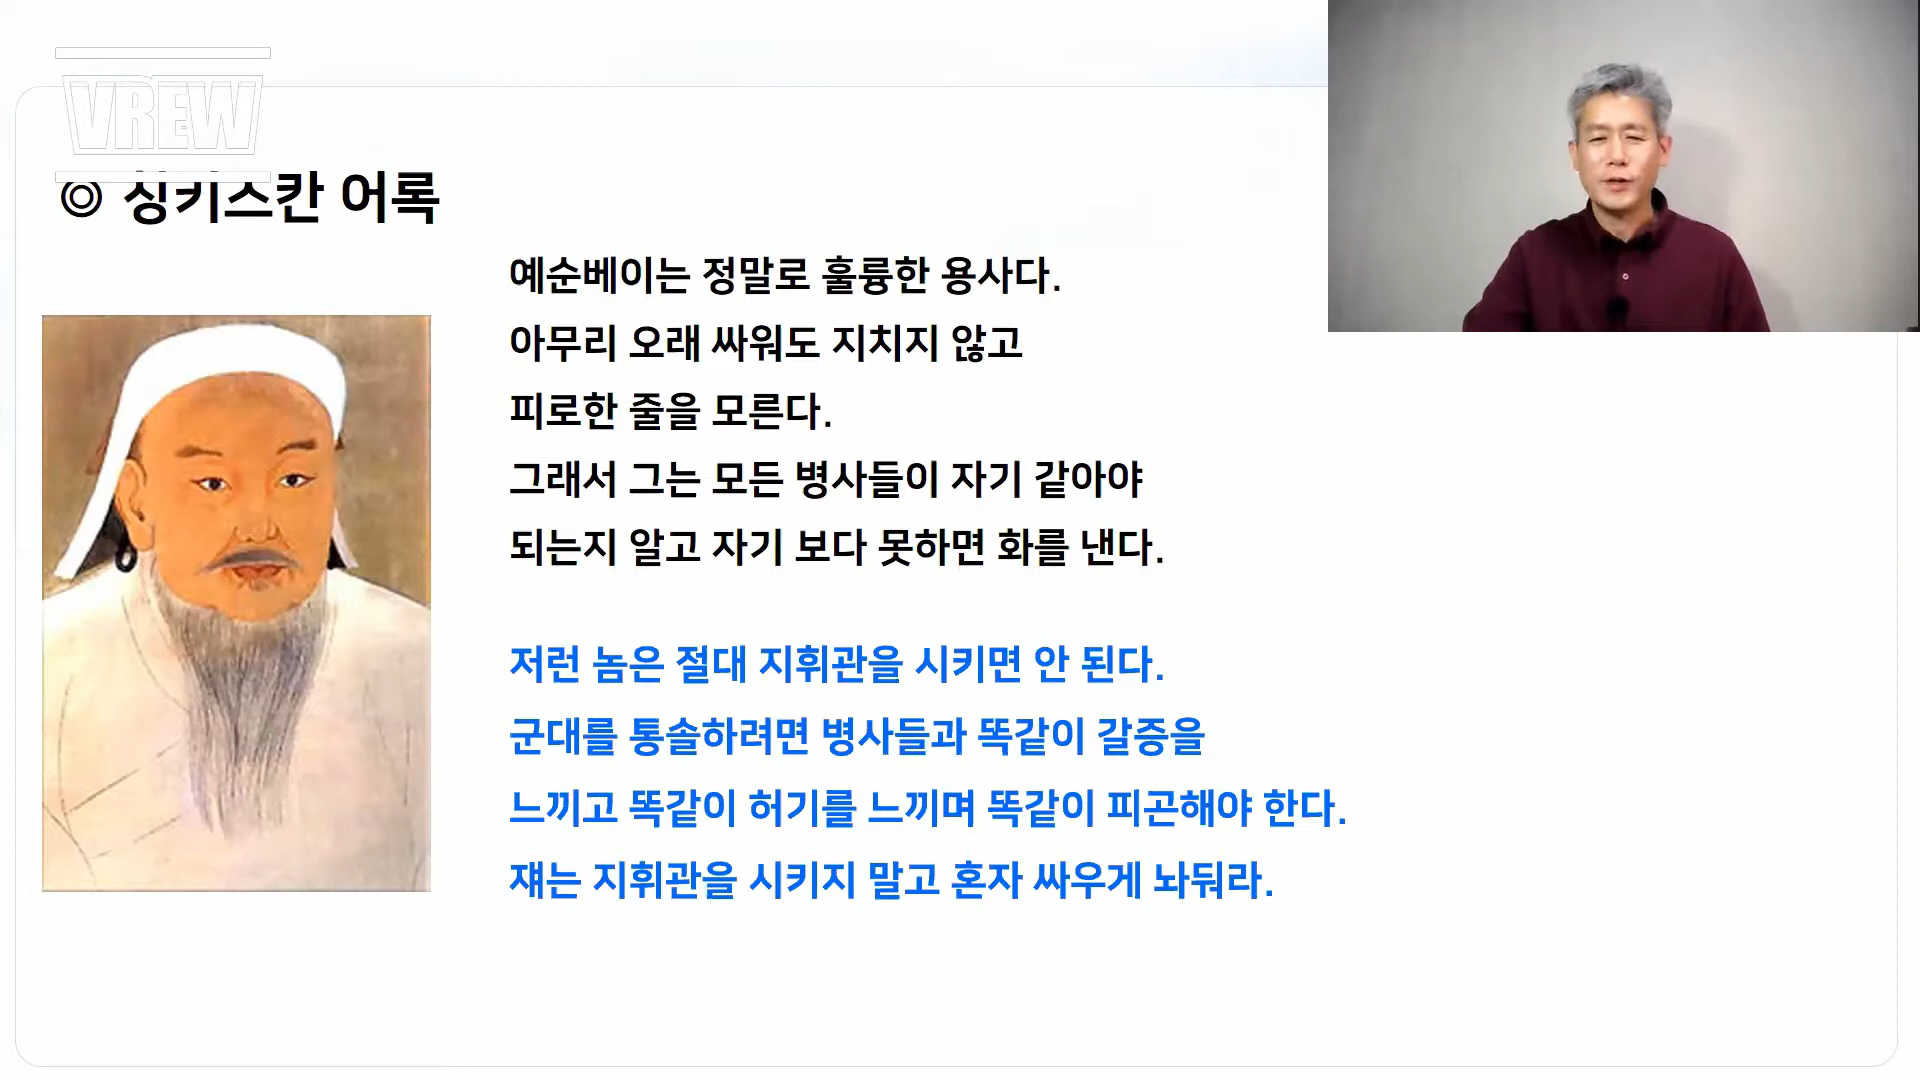 VREW
◎ 싱키스칸 어록
예순베이는 정말로 훌륭한 용사다.
아무리 오래 싸워도 지치지 않고
피로한 줄을 모른다.
그래서 그는 모든 병사들이 자기 같아야
되는지 알고 자기 보다 못하면 화를 낸다.
저런 놈은 절대 지휘관을 시키면 안 된다.
군대를 통솔하려면 병사들과 똑같이 갈증을
느끼고 똑같이 허기를 느끼며 똑같이 피곤해야 한다.
쟤는 지휘관을 시키지 말고 혼자 싸우게 놔둬라.